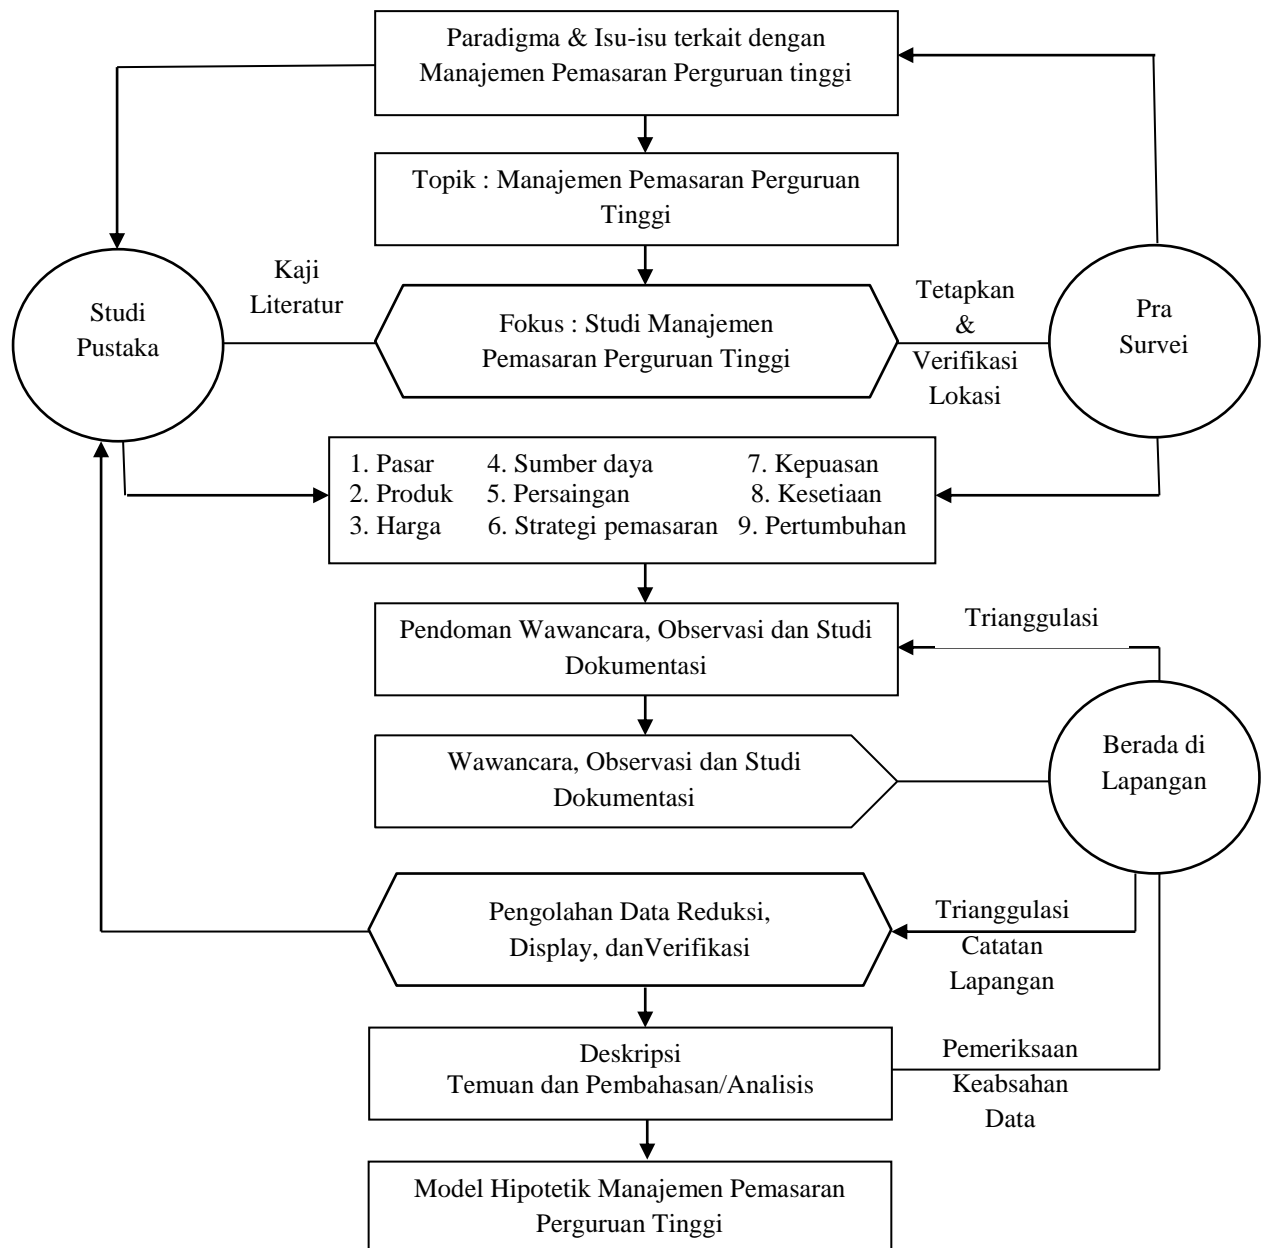 Paradigma & Isu-isu terkait dengan
Manajemen Pemasaran Perguruan tinggi
Topik : Manajemen Pemasaran Perguruan
Tinggi
Kaji
Literatur
Studi
Pustaka
Fokus : Studi Manajemen
Pemasaran Perguruan Tinggi
Tetapkan
&
Verifikasi
Lokasi
Pra
Survei
1. Pasar 4. Sumber daya 7. Kepuasan
2. Produk 5. Persaingan 8. Kesetiaan
3. Harga 6. Strategi pemasaran 9. Pertumbuhan
Pendoman Wawancara, Observasi dan Studi
Dokumentasi
Trianggulasi
Wawancara, Observasi dan Studi
Dokumentasi
Berada di
Lapangan
Pengolahan Data Reduksi,
Display, danVerifikasi
Trianggulasi
Catatan
Lapangan
Deskripsi
Temuan dan Pembahasan/Analisis
Pemeriksaan
Keabsahan
Data
Model Hipotetik Manajemen Pemasaran
Perguruan Tinggi